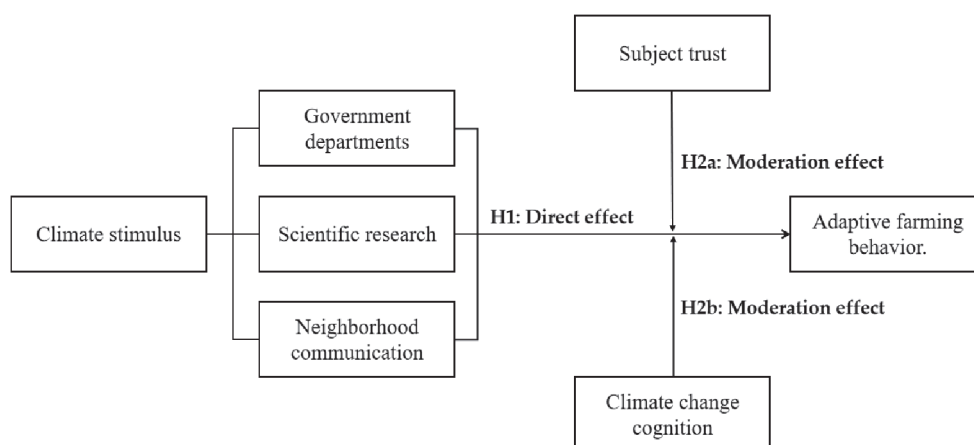 Subject trust
Government
departments
H2a: Moderation effect
Climate stimulus
Scientific research
H1: Direct effect
Adaptive farming
behavior.
H2b: Moderation effect
Neighborhood
communication
Climate change
cognition